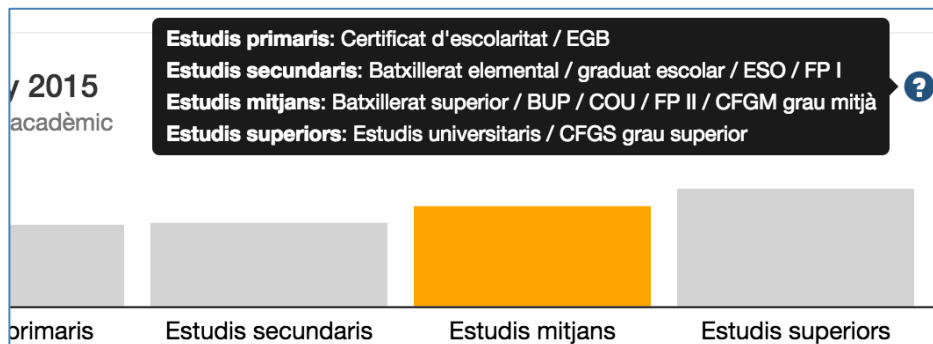 Estudis primaris: Certificat d'escolaritat / EGB
Estudis secundaris: Batxillerat elemental / graduat escolar / ESO / FP I
Estudis mitjans: Batxillerat superior / BUP / COU / FP II / CFGM grau mitjà
Estudis superiors: Estudis universitaris / CFGS grau superior
?
2015
acadèmic
primaris
Estudis secundaris
Estudis mitjans
Estudis superiors